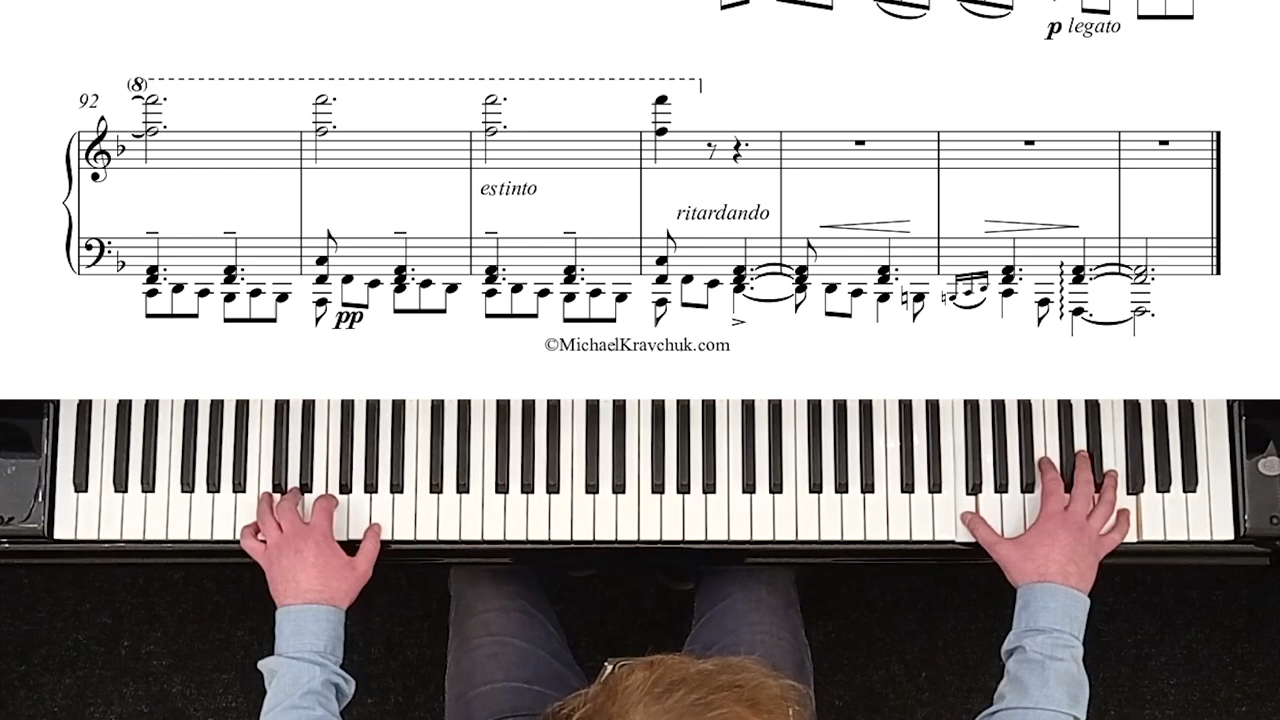 p legato
(8)
92
estinto
ritardando
pp
©MichaelKravchuk.com